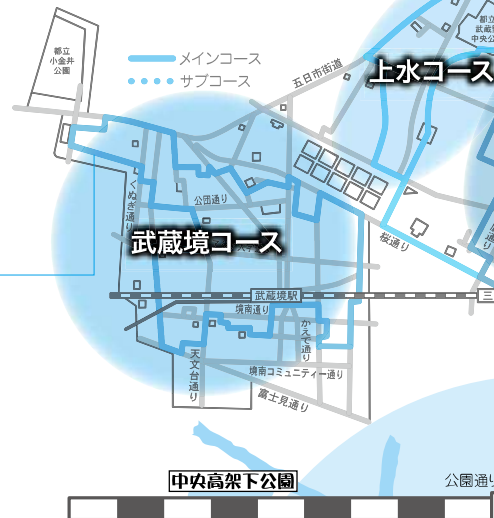 都立
小金井
公園
メインコース
サブコース
五日市街道
都立
武蔵
中央公
上水コース
くぬぎ通り
公団通り
武蔵境コース
桜通り
通り
武蔵境駅
三
境南通り
かえで通り
天文台通り
境南コミュニティー通り
富士見通り
中央高架下公園
公園通り